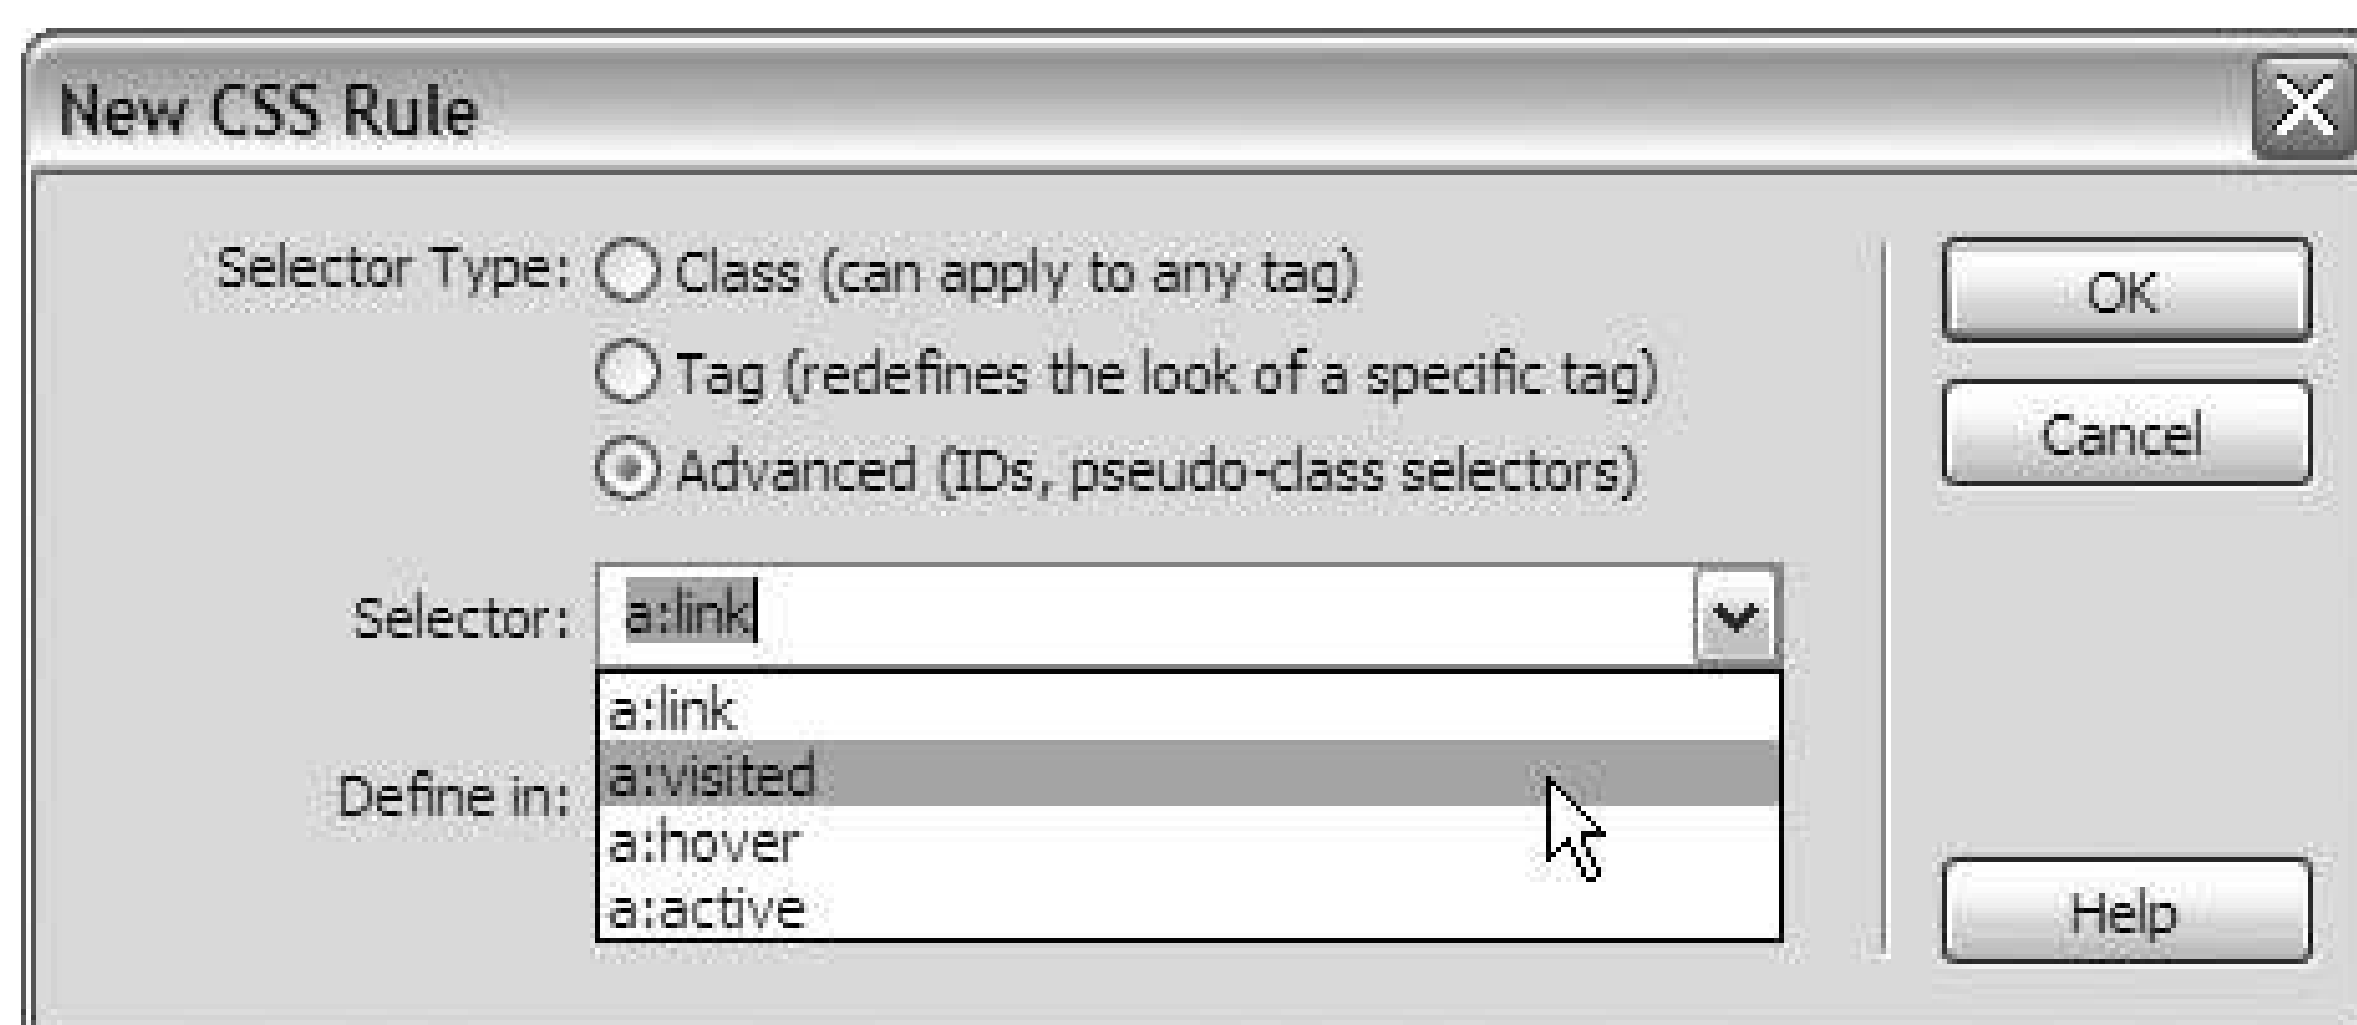 New CSS Rule
Selector Type: Class (can apply to any tag)
Tag (redefines the look of a specific tag)
Advanced (IDs, pseudo-class selectors)
Selector: a:link
a:link
a:visited
Define in:
a:hover
a:active
OK
Cancel
Help